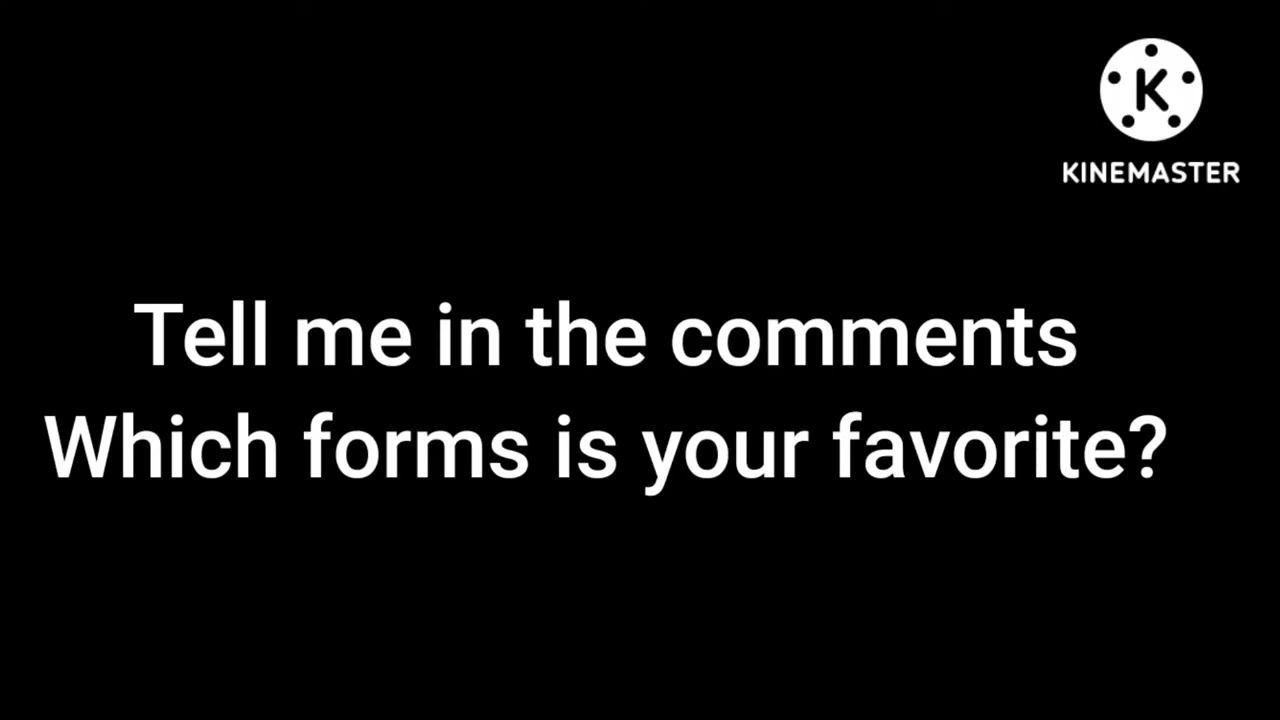 K
KINEMASTER
Tell me in the comments
Which forms is your favorite?